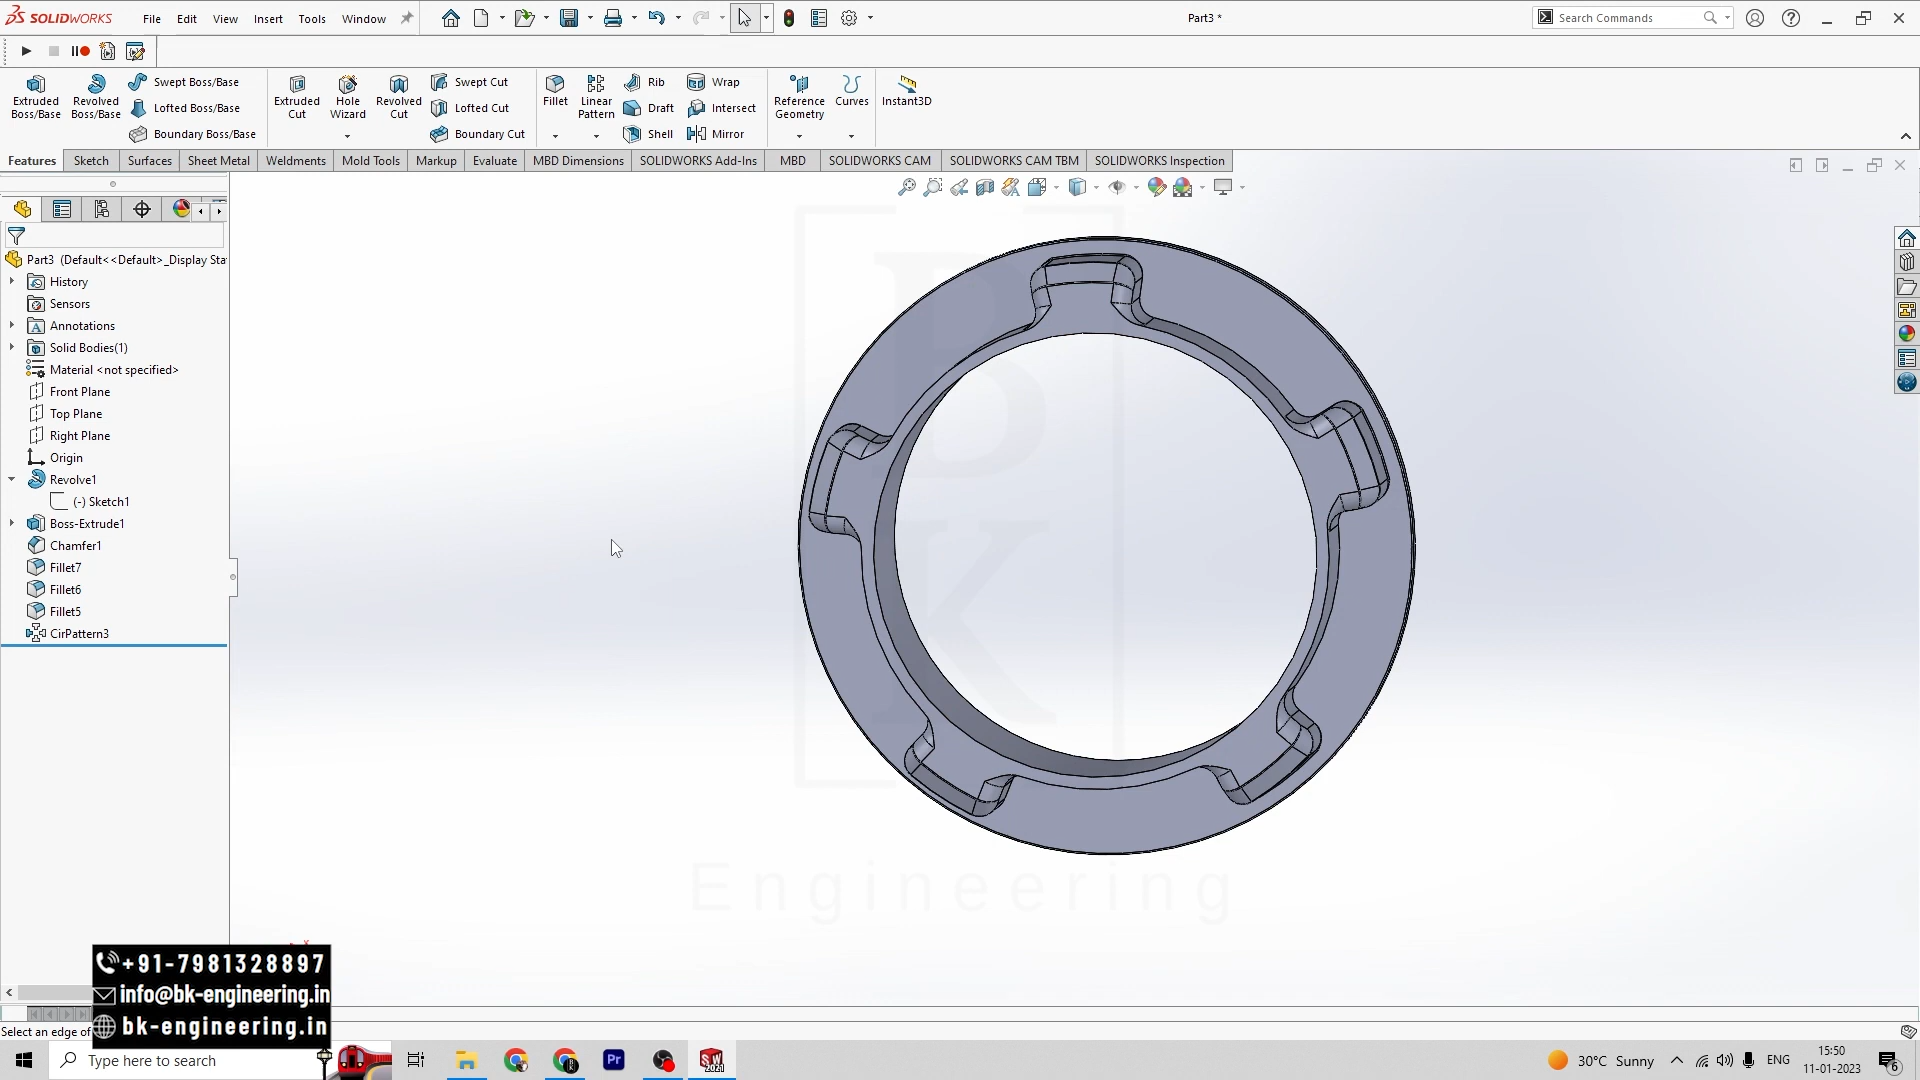 SOLIDWORKS File Edit View Insert Tools Window Part3 * Search Commands
Extruded Boss/Base
Revolved Boss/Base
Swept Boss/Base
Lofted Boss/Base
Boundary Boss/Base
Extruded Cut
Hole Wizard
Revolved Cut
Swept Cut
Lofted Cut
Boundary Cut
Fillet
Linear Pattern
Rib
Draft
Shell
Wrap
Intersect
Mirror
Reference Geometry
Curves
Instant3D
Features Sketch Surfaces Sheet Metal Weldments Mold Tools Markup Evaluate MBD Dimensions SOLIDWORKS Add-Ins MBD SOLIDWORKS CAM SOLIDWORKS CAM TBM SOLIDWORKS Inspection
Part3 (Default<<Default>_Display Sta
History
Sensors
Annotations
Solid Bodies(1)
Material <not specified>
Front Plane
Top Plane
Right Plane
Origin
Revolve1
(-) Sketch1
Boss-Extrude1
Chamfer1
Fillet7
Fillet6
Fillet5
CirPattern3
B
K
Engineering
+91-7981328897
info@bk-engineering.in
bk-engineering.in
Select an edge of
Type here to search
Pr
SW
2021
30°C Sunny
ENG
15:50
11-01-2023
6